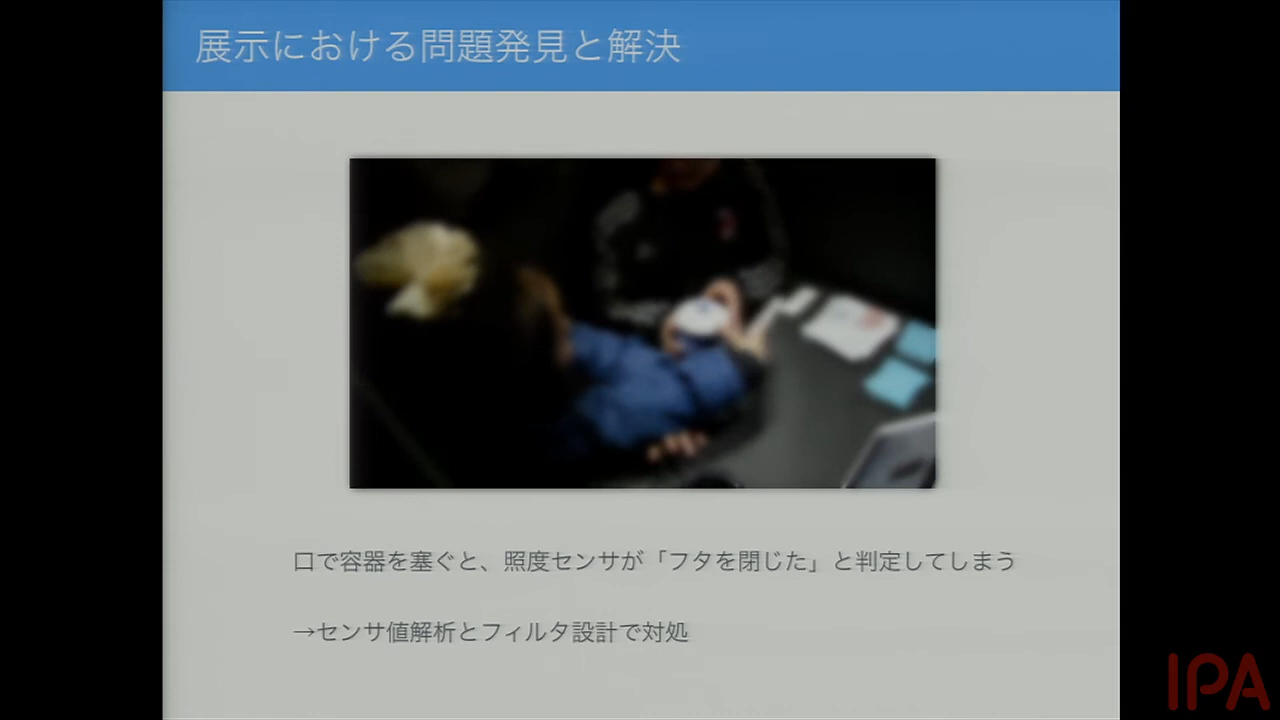 展示における問題発見と解決
口で容器を塞ぐと、照度センサが「フタを閉じた」と判定してしまう
→センサ値解析とフィルタ設計で対処
IPA